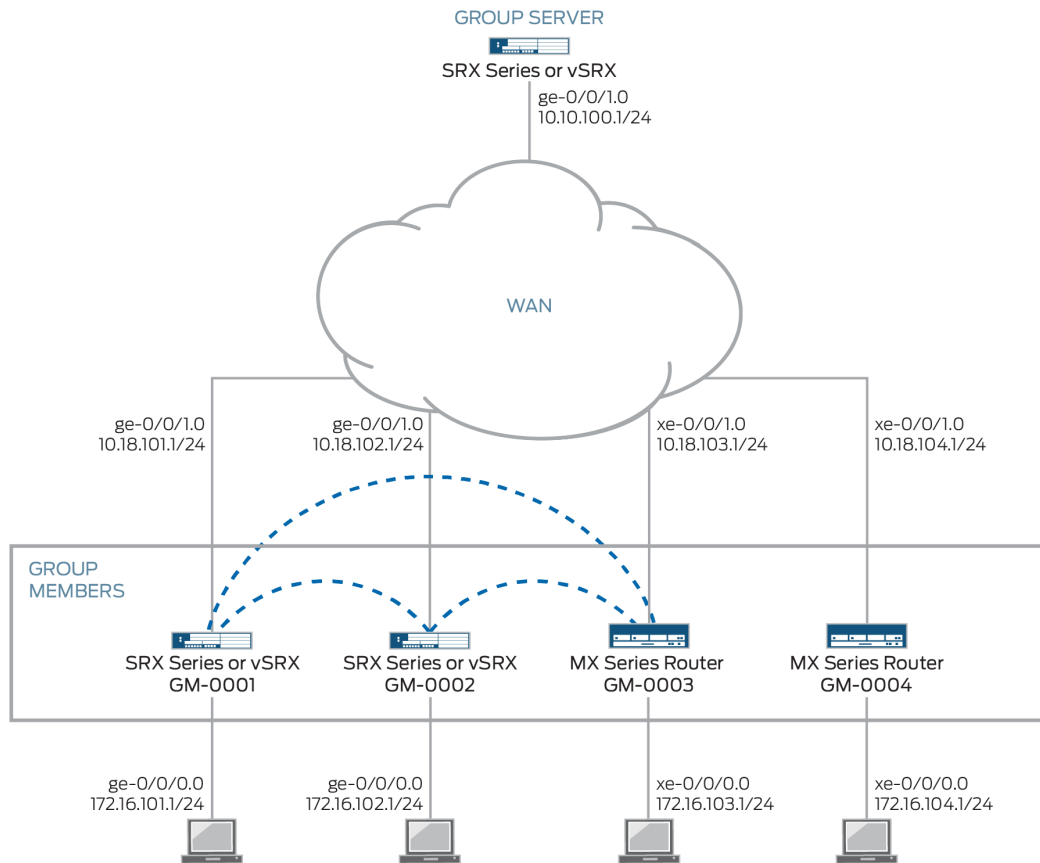 GROUP SERVER
SRX Series or vSRX
ge-0/0/1.0
10.10.100.1/24
WAN
ge-0/0/1.0
10.18.101.1/24
ge-0/0/1.0
10.18.102.1/24
xe-0/0/1.0
10.18.103.1/24
xe-0/0/1.0
10.18.104.1/24
GROUP
MEMBERS
SRX Series or vSRX
GM-0001
SRX Series or vSRX
GM-0002
MX Series Router
GM-0003
MX Series Router
GM-0004
ge-0/0/0.0
172.16.101.1/24
ge-0/0/0.0
172.16.102.1/24
xe-0/0/0.0
172.16.103.1/24
xe-0/0/0.0
172.16.104.1/24